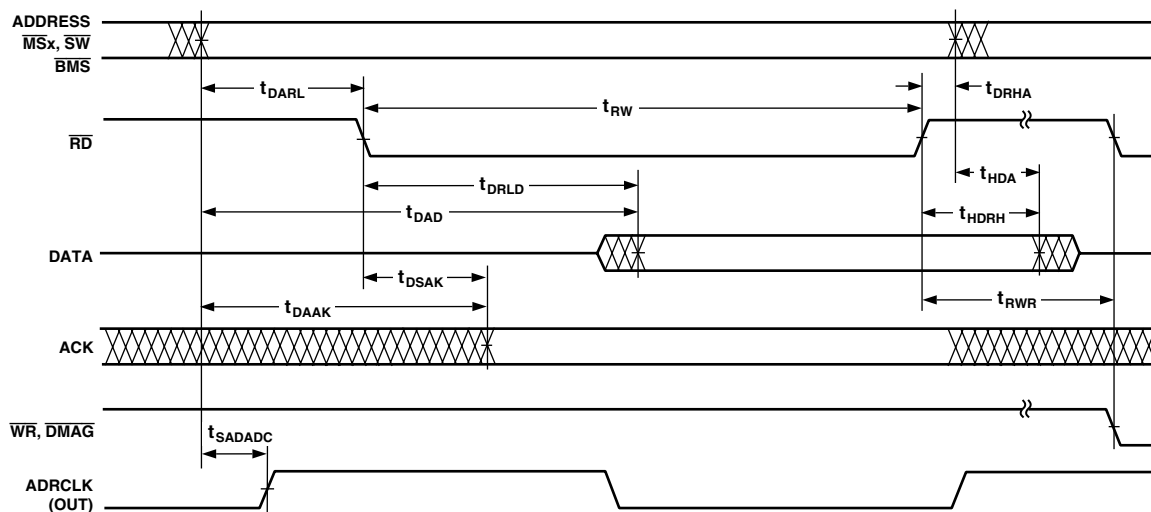 ADDRESS
MSx, SW
BMS
tDARL
tRW
tDRHA
RD
tDRLD
tHDA
tDAD
tHDRH
DATA
tDSAK
tDAAK
tRWR
ACK
WR, DMAG
tSADADC
ADRCLK
(OUT)